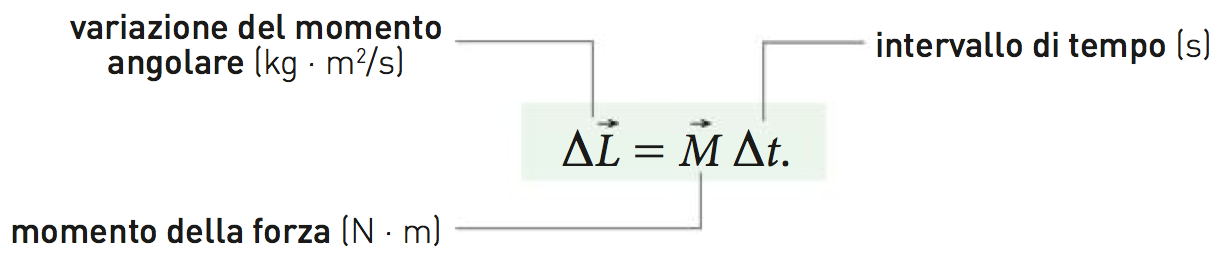 variazione del momento
angolare (kg · m²/s)
intervallo di tempo (s)
ΔL⃗ = M⃗ Δt.
momento della forza (N · m)